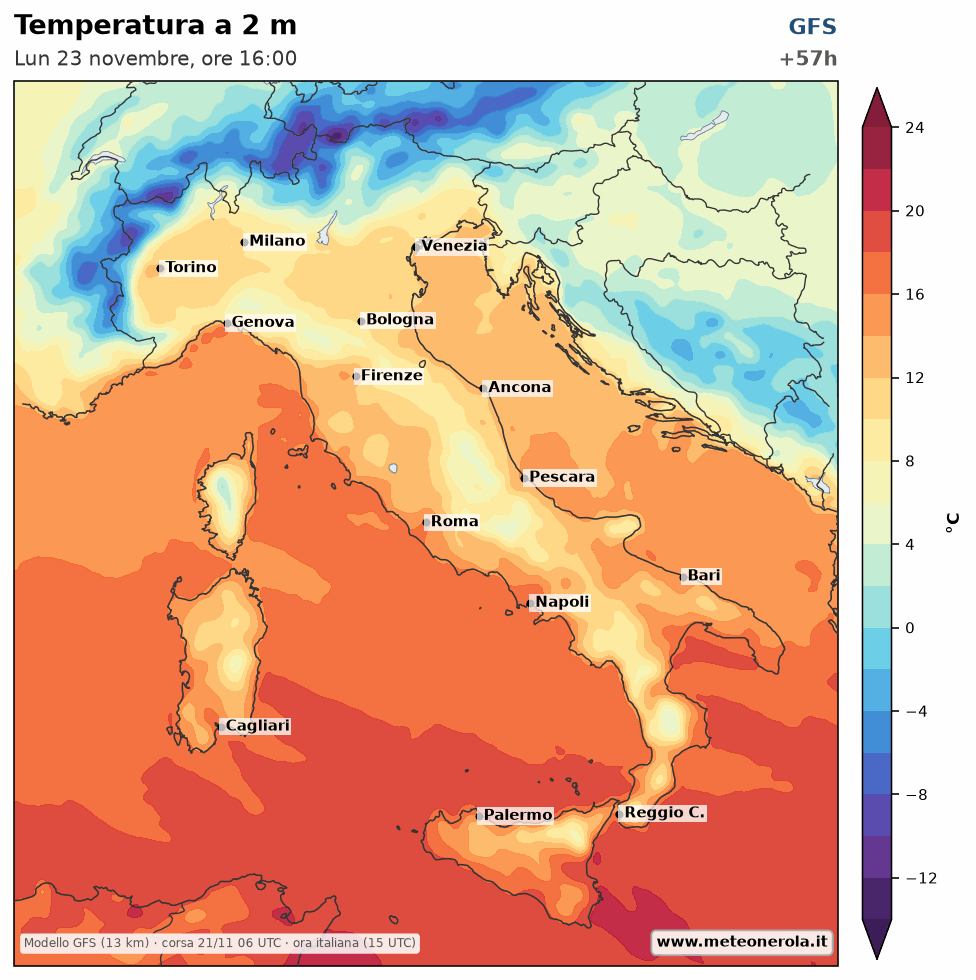 Temperatura a 2 m
GFS
Lun 23 novembre, ore 16:00
+57h
Milano
Venezia
Torino
Genova
Bologna
Firenze
Ancona
Pescara
Roma
Bari
Napoli
Cagliari
Palermo
Reggio C.
24
20
16
12
8
4
0
−4
−8
−12
°C
Modello GFS (13 km) · corsa 21/11 06 UTC · ora italiana (15 UTC)
www.meteonerola.it